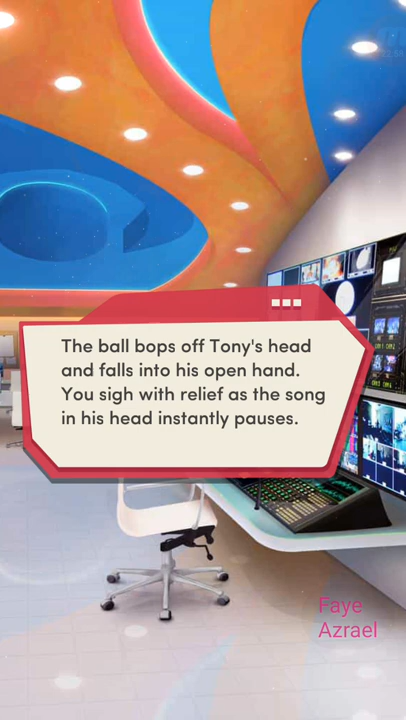 The ball bops off Tony's head
and falls into his open hand.
You sigh with relief as the song
in his head instantly pauses.
Faye
Azrael